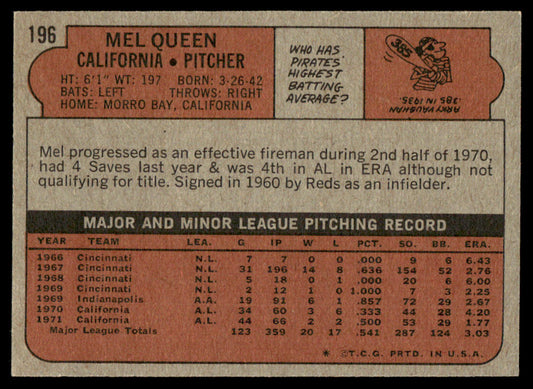 196
MEL QUEEN
CALIFORNIA • PITCHER
HT: 6'1" WT: 197 BORN: 3-26-42
BATS: LEFT THROWS: RIGHT
HOME: MORRO BAY, CALIFORNIA
WHO HAS
PIRATES'
HIGHEST
BATTING
AVERAGE?
385
ARKY VAUGHAN
.385 IN 1935.
Mel progressed as an effective fireman during 2nd half of 1970,
had 4 Saves last year & was 4th in AL in ERA although not
qualifying for title. Signed in 1960 by Reds as an infielder.
MAJOR AND MINOR LEAGUE PITCHING RECORD
YEAR TEAM LEA. G IP W L PCT. SO. BB. ERA.
1966 Cincinnati N.L. 7 7 0 0 .000 9 6 6.43
1967 Cincinnati N.L. 31 196 14 8 .636 154 52 2.76
1968 Cincinnati N.L. 5 18 0 1 .000 20 6 6.00
1969 Cincinnati N.L. 2 12 1 0 1.000 7 3 2.25
1969 Indianapolis A.A. 19 91 6 1 .857 72 29 2.67
1970 California A.L. 34 60 3 6 .333 44 28 4.20
1971 California A.L. 44 66 2 2 .500 53 29 1.77
Major League Totals 123 359 20 17 .541 287 124 3.03
* ©T.C.G. PRTD. IN U.S.A.